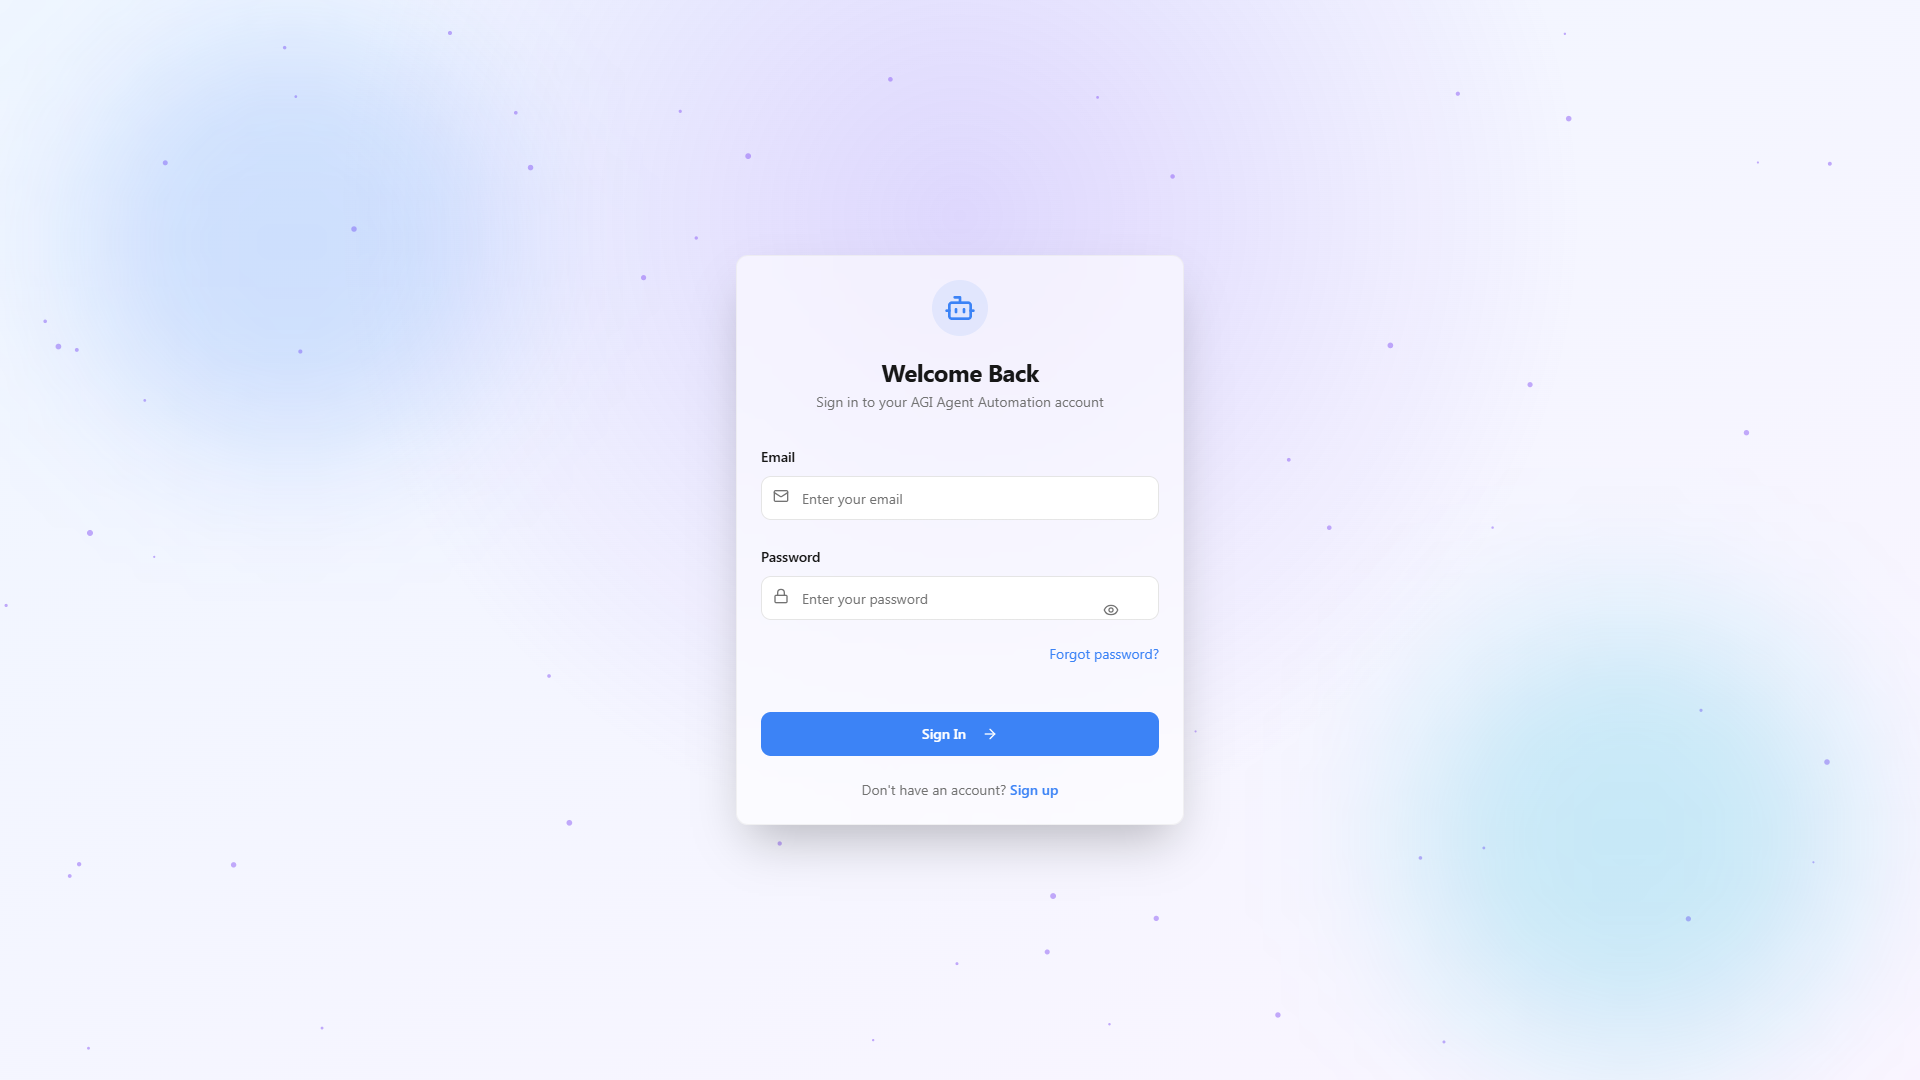 Welcome Back
Sign in to your AGI Agent Automation account
Email
Enter your email
Password
Enter your password
Forgot password?
Sign In
Don't have an account? Sign up